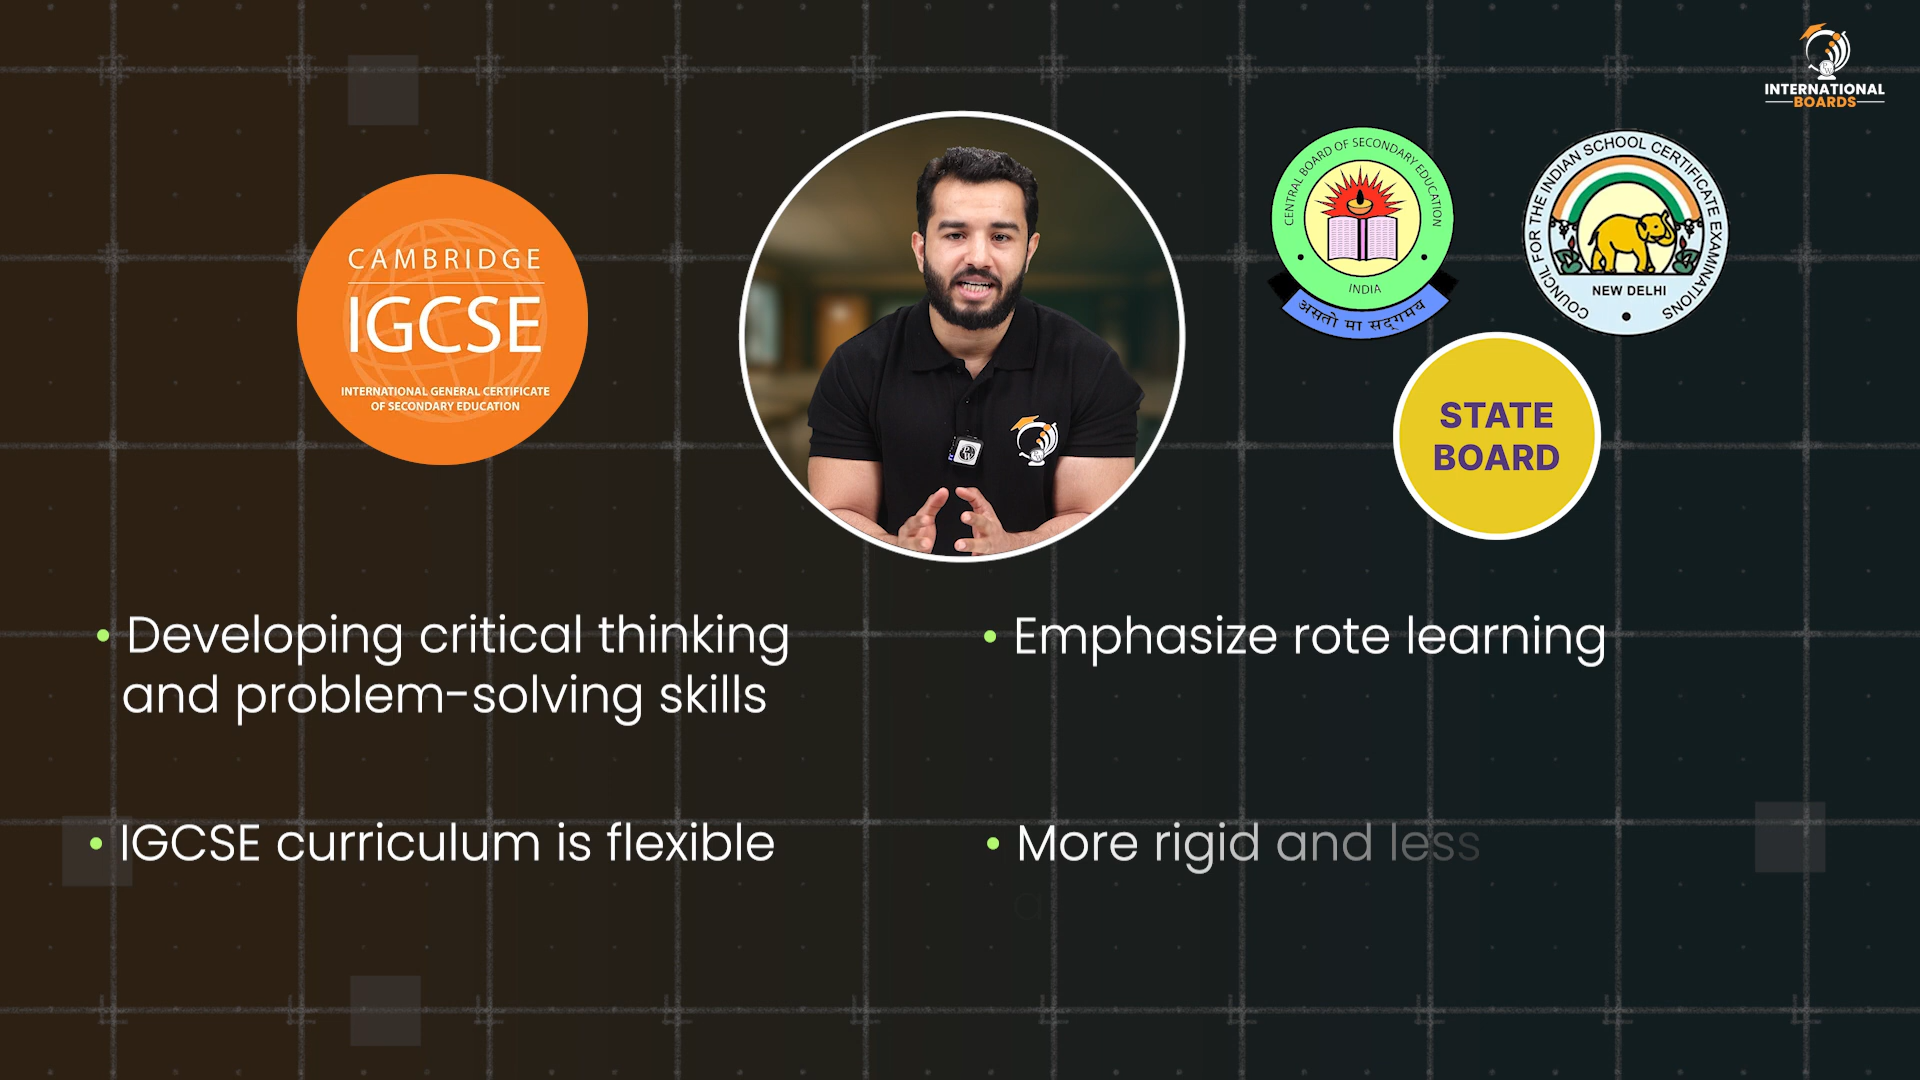 INTERNATIONAL
BOARDS
CAMBRIDGE
IGCSE
INTERNATIONAL GENERAL CERTIFICATE
OF SECONDARY EDUCATION
CENTRAL BOARD OF SECONDARY EDUCATION
INDIA
असतो मा सद्गमय
COUNCIL FOR THE INDIAN SCHOOL CERTIFICATE EXAMINATIONS
NEW DELHI
STATE
BOARD
• Developing critical thinking
and problem-solving skills
• Emphasize rote learning
• IGCSE curriculum is flexible
• More rigid and less
a